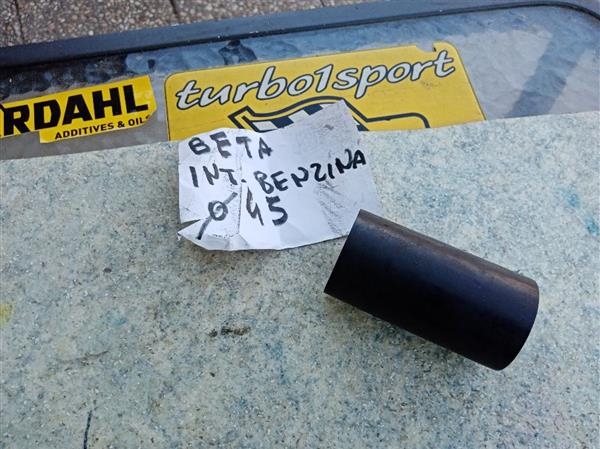 RDAHL
ADDITIVES & OILS
turbo1sport
BETA
INT. BENZINA
Ø 45